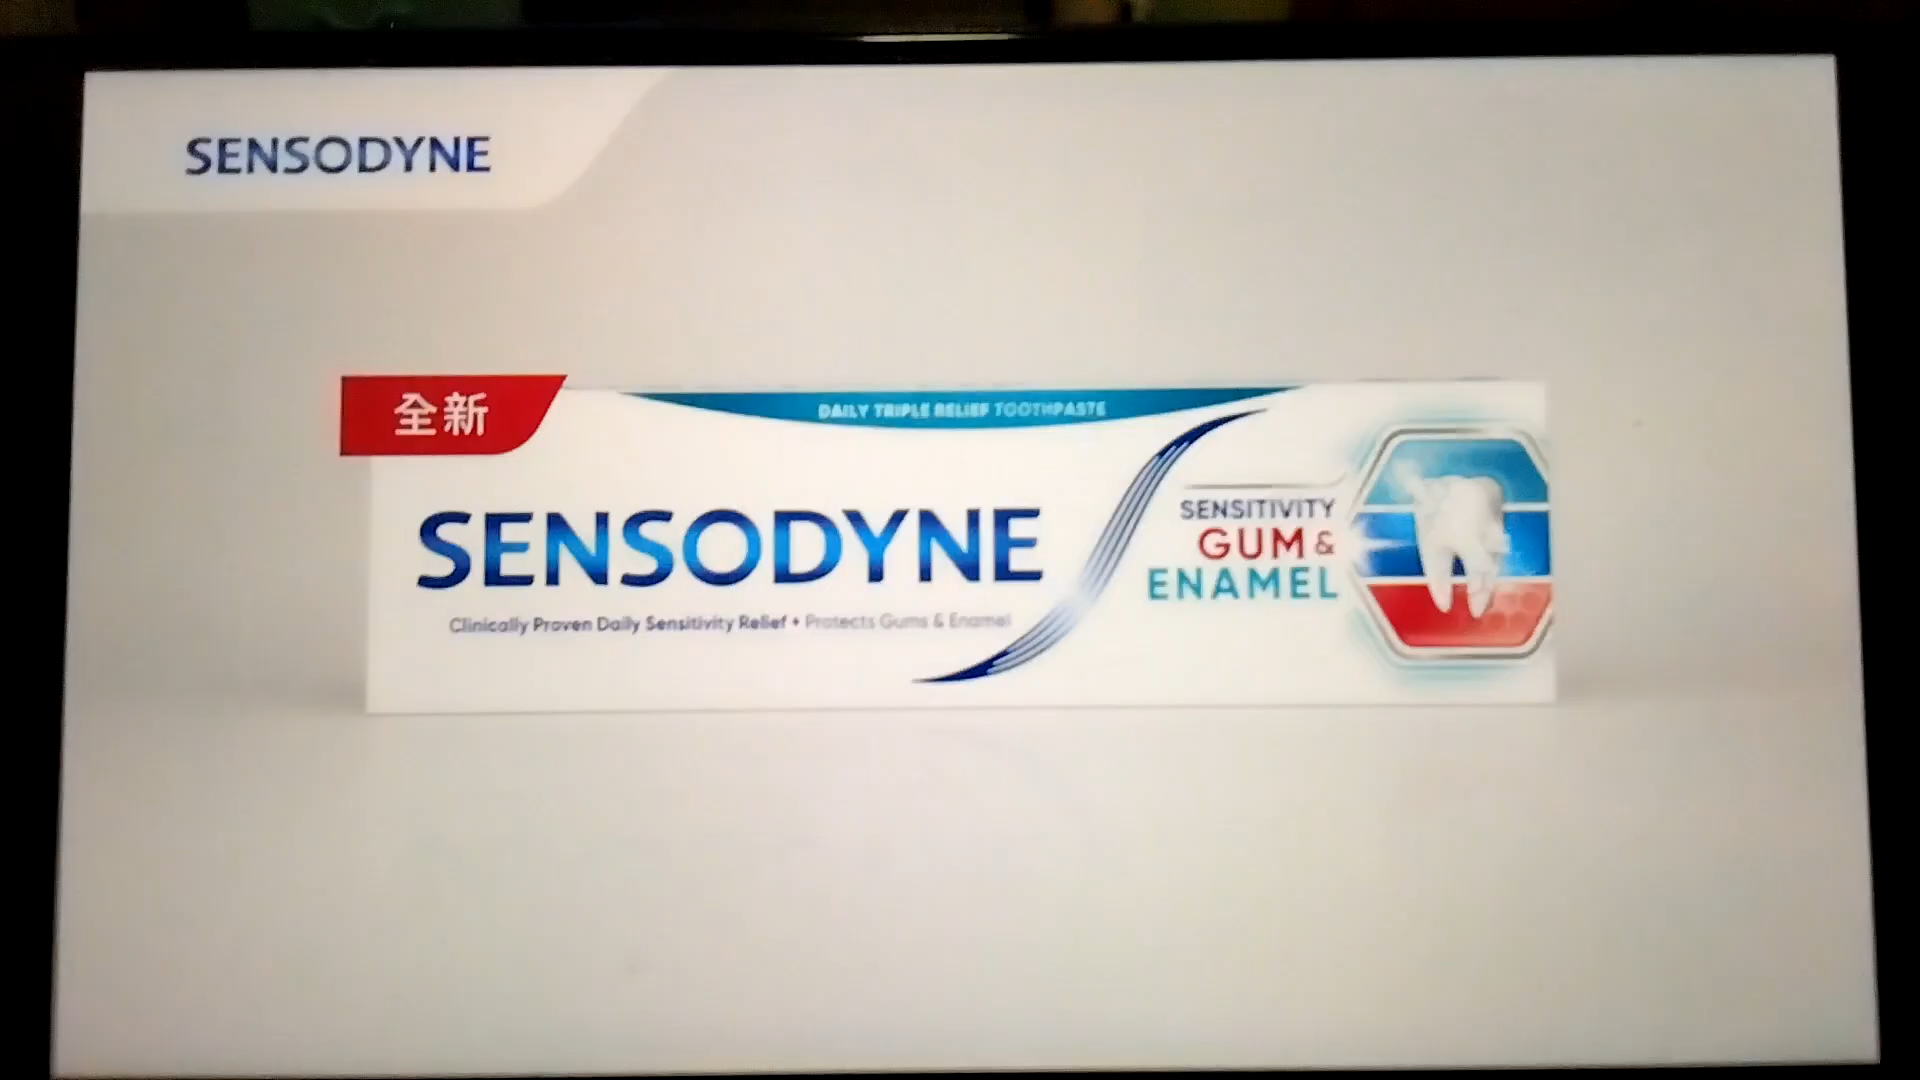 SENSODYNE
全新
DAILY TRIPLE RELIEF TOOTHPASTE
SENSODYNE
Clinically Proven Daily Sensitivity Relief • Protects Gums & Enamel
SENSITIVITY
GUM &
ENAMEL